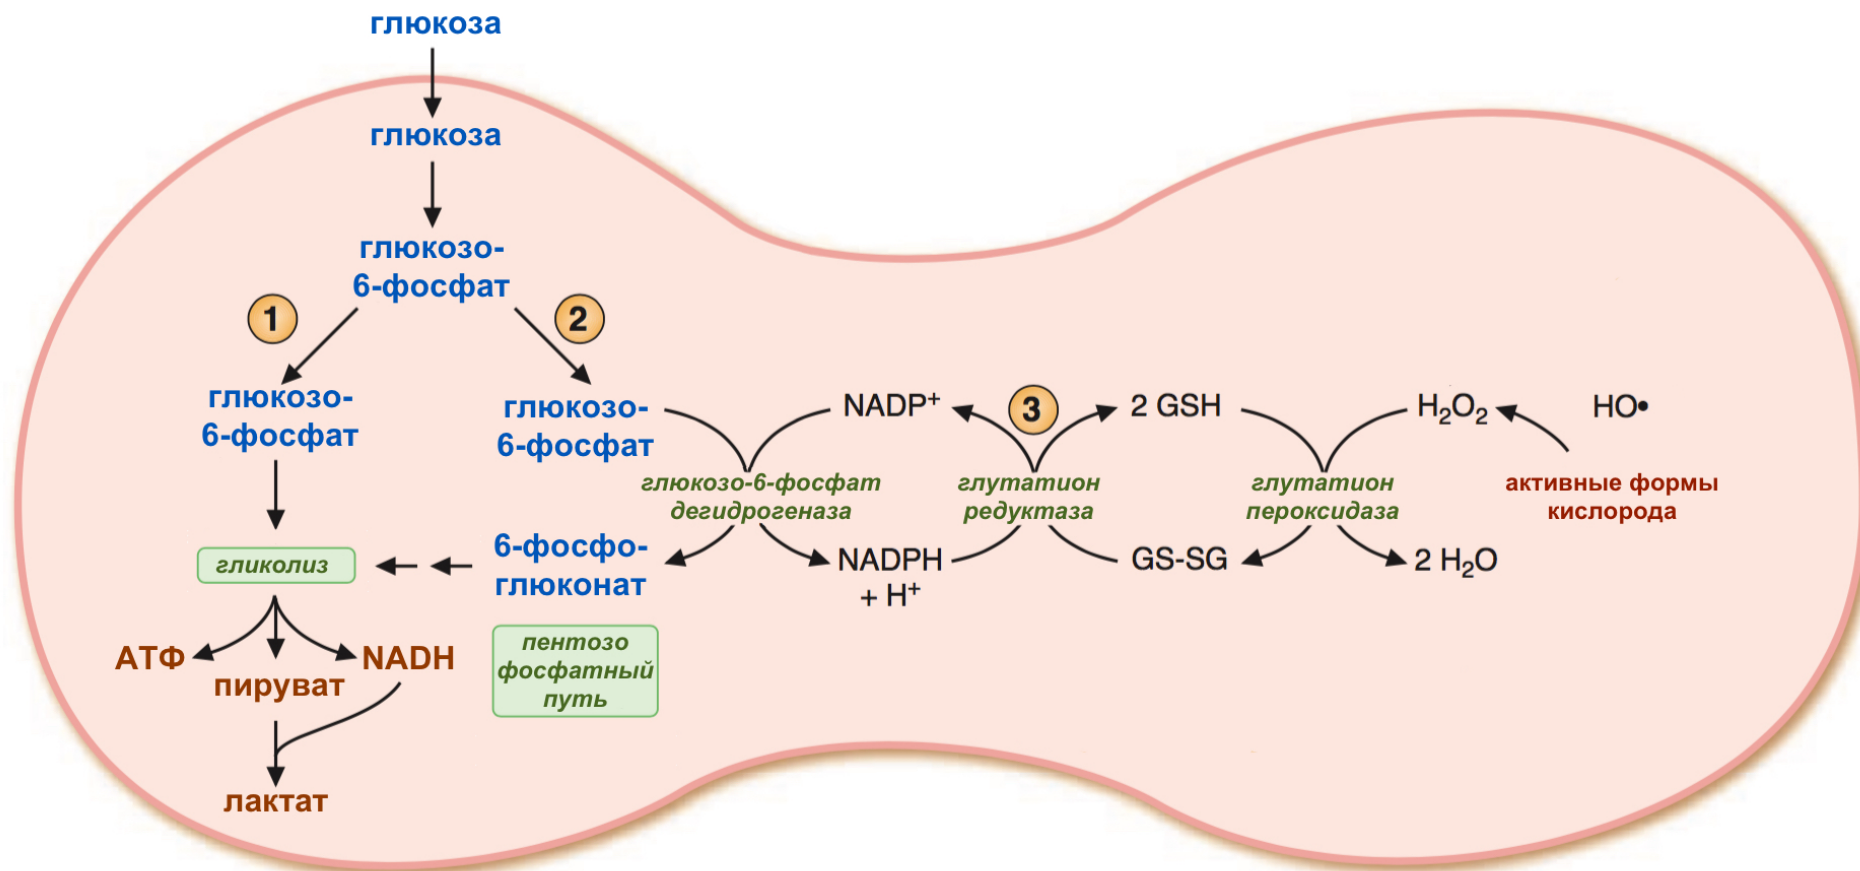 глюкоза
глюкоза
глюкозо-
6-фосфат
1
2
глюкозо-
6-фосфат
глюкозо-
6-фосфат
NADP⁺
3
2 GSH
H₂O₂
HO•
глюкозо-6-фосфат
дегидрогеназа
глутатион
редуктаза
глутатион
пероксидаза
активные формы
кислорода
гликолиз
6-фосфо-
глюконат
NADPH
+ H⁺
GS-SG
2 H₂O
АТФ
пируват
NADH
пентозо
фосфатный
путь
лактат